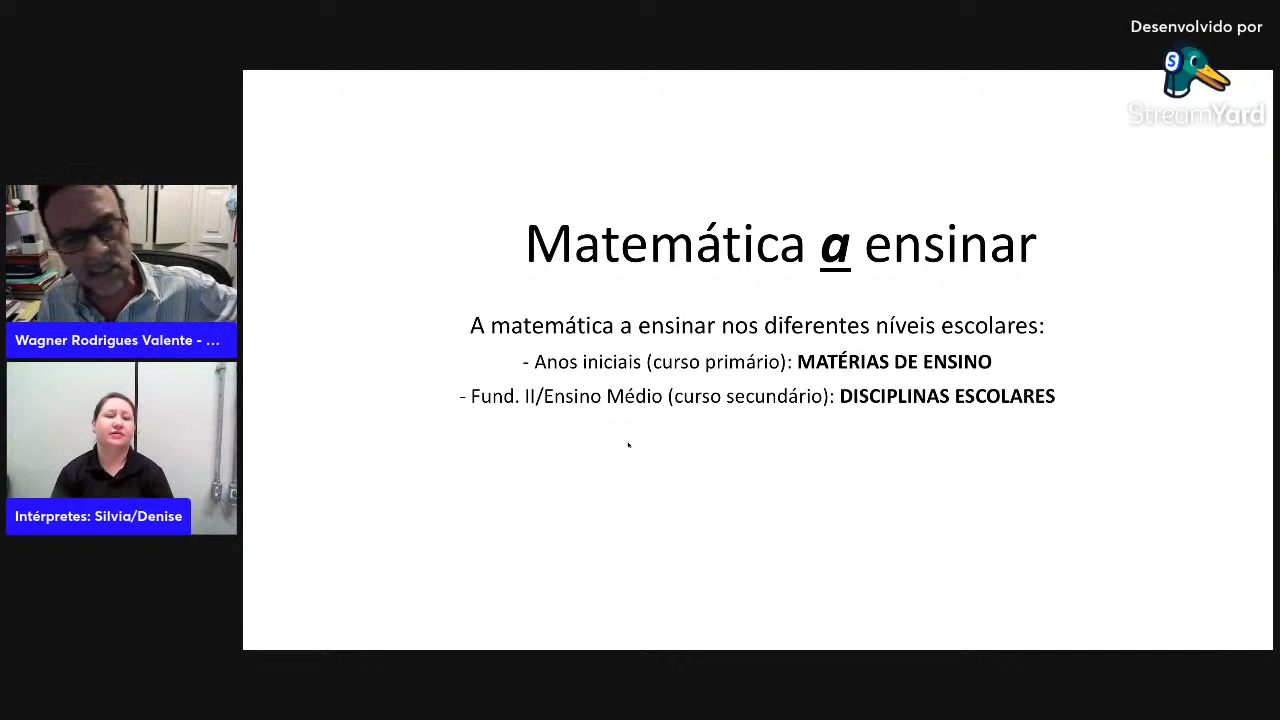 Desenvolvido por
S
StreamYard
Matemática a ensinar
A matemática a ensinar nos diferentes níveis escolares:
- Anos iniciais (curso primário): MATÉRIAS DE ENSINO
- Fund. II/Ensino Médio (curso secundário): DISCIPLINAS ESCOLARES
Wagner Rodrigues Valente - ...
Intérpretes: Silvia/Denise